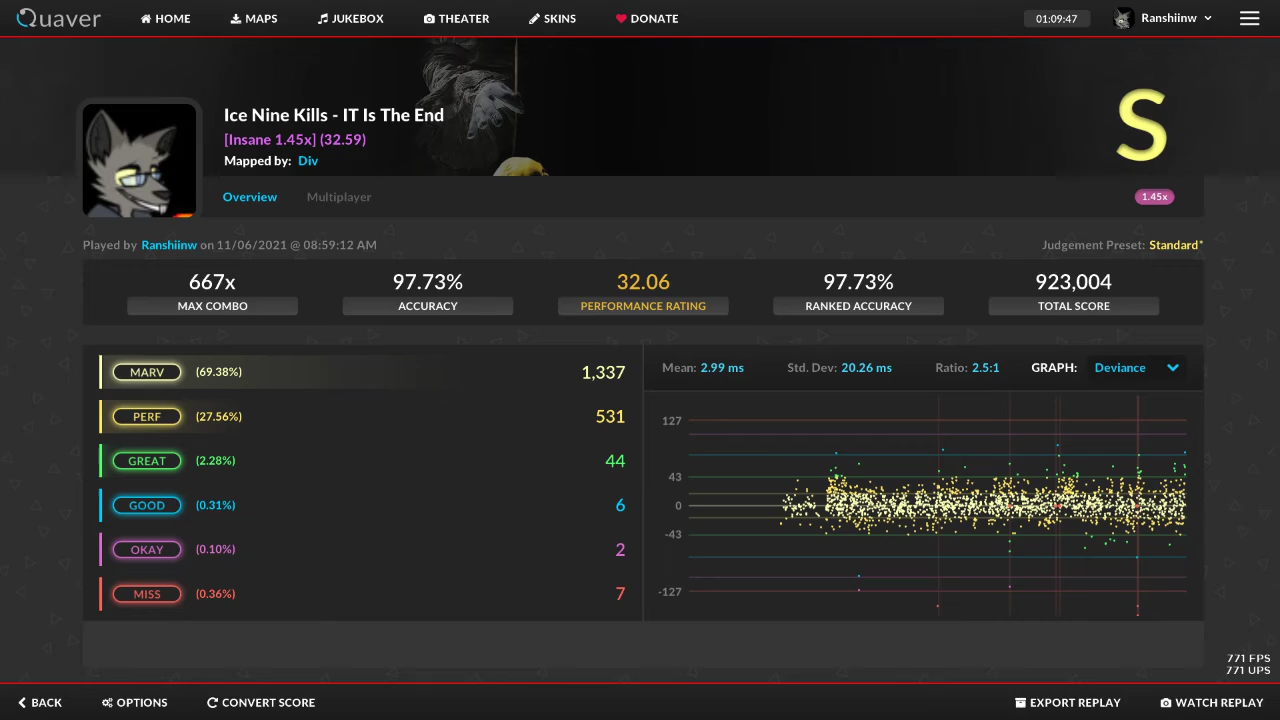 Quaver HOME MAPS JUKEBOX THEATER SKINS DONATE 01:09:47 Ranshiinw
Ice Nine Kills - IT Is The End
[Insane 1.45x] (32.59)
Mapped by: Div
S
Overview Multiplayer 1.45x
Played by Ranshiinw on 11/06/2021 @ 08:59:12 AM Judgement Preset: Standard*
667x 97.73% 32.06 97.73% 923,004
MAX COMBO ACCURACY PERFORMANCE RATING RANKED ACCURACY TOTAL SCORE
MARV (69.38%) 1,337
PERF (27.56%) 531
GREAT (2.28%) 44
GOOD (0.31%) 6
OKAY (0.10%) 2
MISS (0.36%) 7
Mean: 2.99 ms Std. Dev: 20.26 ms Ratio: 2.5:1 GRAPH: Deviance
127
43
0
-43
-127
771 FPS
771 UPS
BACK OPTIONS CONVERT SCORE EXPORT REPLAY WATCH REPLAY